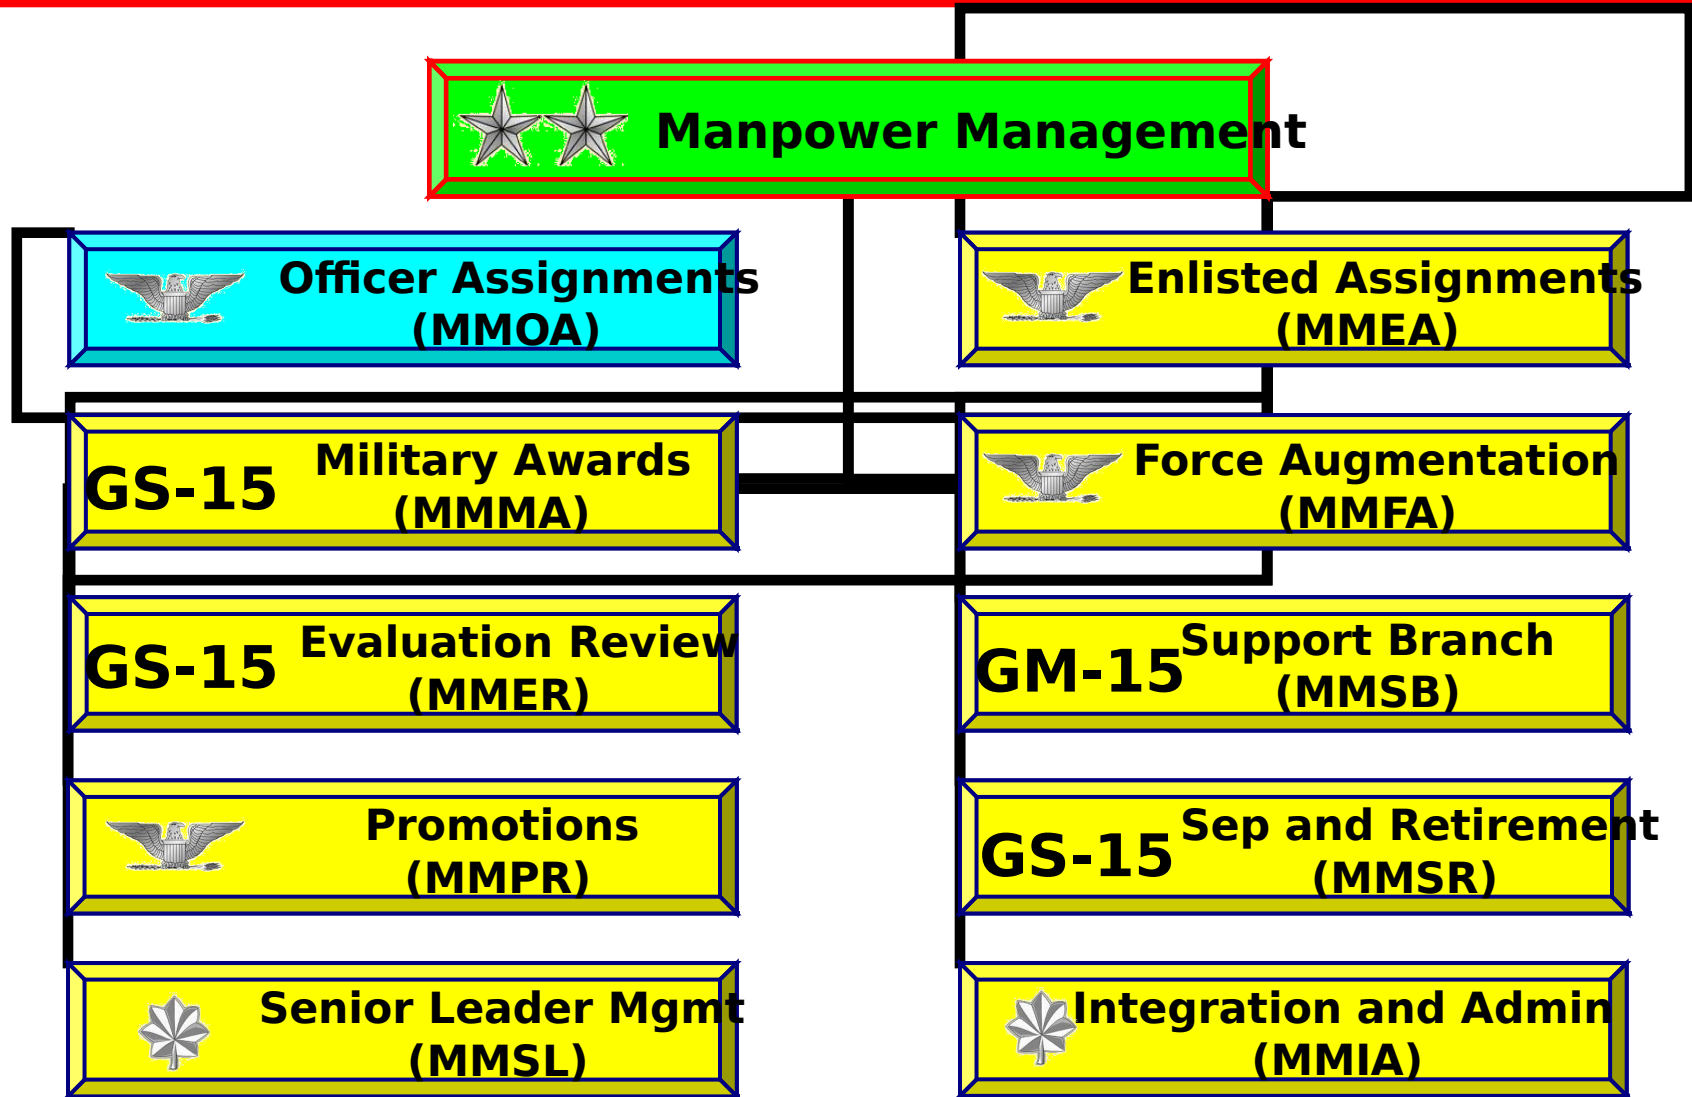 Manpower Management
Officer Assignments
(MMOA)
Enlisted Assignments
(MMEA)
GS-15
Military Awards
(MMMA)
Force Augmentation
(MMFA)
GS-15
Evaluation Review
(MMER)
GM-15
Support Branch
(MMSB)
Promotions
(MMPR)
GS-15
Sep and Retirement
(MMSR)
Senior Leader Mgmt
(MMSL)
Integration and Admin
(MMIA)